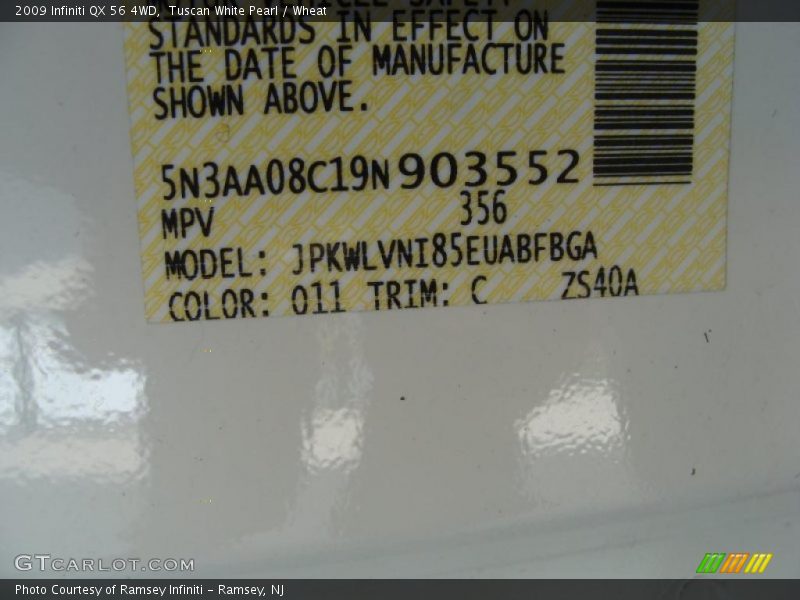 2009 Infiniti QX 56 4WD, Tuscan White Pearl / Wheat
SAFETY
STANDARDS IN EFFECT ON
THE DATE OF MANUFACTURE
SHOWN ABOVE.
5N3AA08C19N903552
MPV 356
MODEL: JPKWLVNI85EUABFBGA
COLOR: 011 TRIM: C ZS40A
GTCARLOT.COM
Photo Courtesy of Ramsey Infiniti - Ramsey, NJ